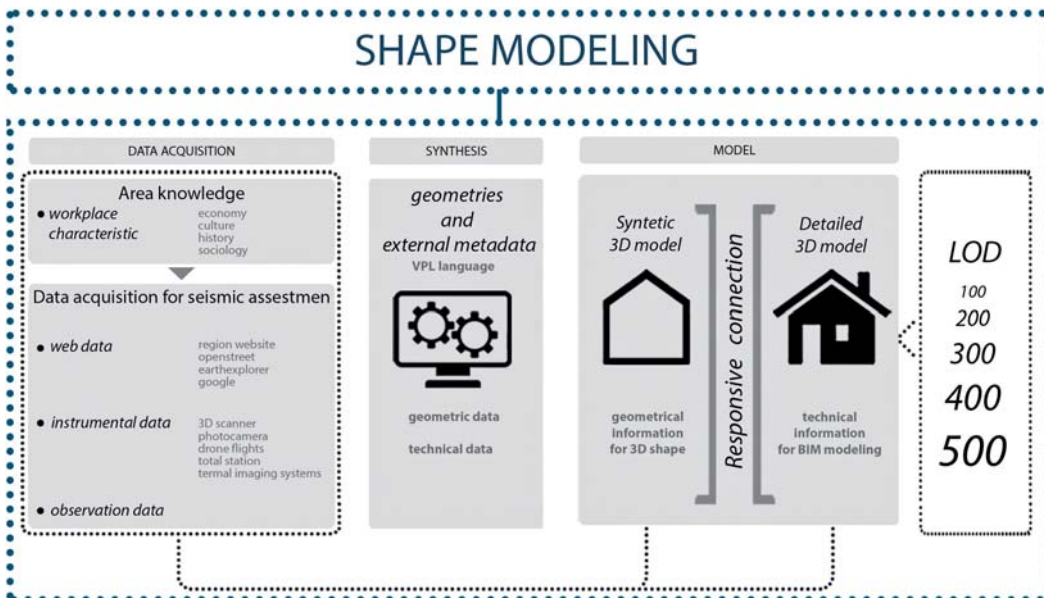 SHAPE MODELING
DATA ACQUISITION
Area knowledge
• workplace
characteristic
economy
culture
history
sociology
Data acquisition for seismic assestmen
• web data
region website
openstreet
earthexplorer
google
• instrumental data
3D scanner
photocamera
drone flights
total station
termal imaging systems
• observation data
SYNTHESIS
geometries
and
external metadata
VPL language
geometric data
technical data
MODEL
Syntetic
3D model
geometrical
information
for 3D shape
Responsive connection
Detailed
3D model
technical
information
for BIM modeling
LOD
100
200
300
400
500